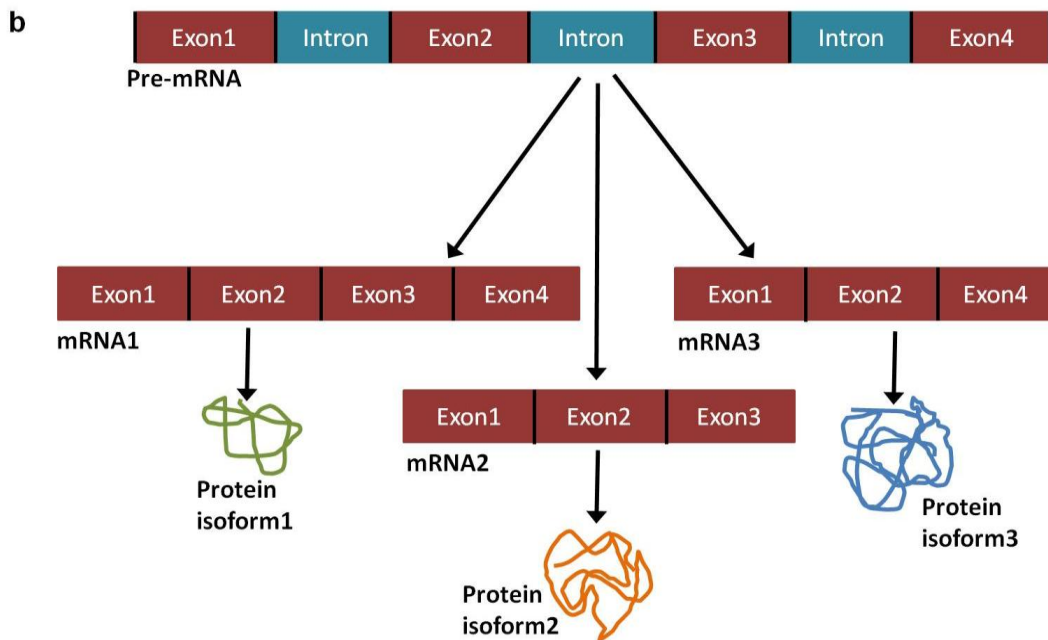 b
Exon1 Intron Exon2 Intron Exon3 Intron Exon4
Pre-mRNA
Exon1 Exon2 Exon3 Exon4
mRNA1
Exon1 Exon2 Exon4
mRNA3
Exon1 Exon2 Exon3
mRNA2
Protein
isoform1
Protein
isoform3
Protein
isoform2